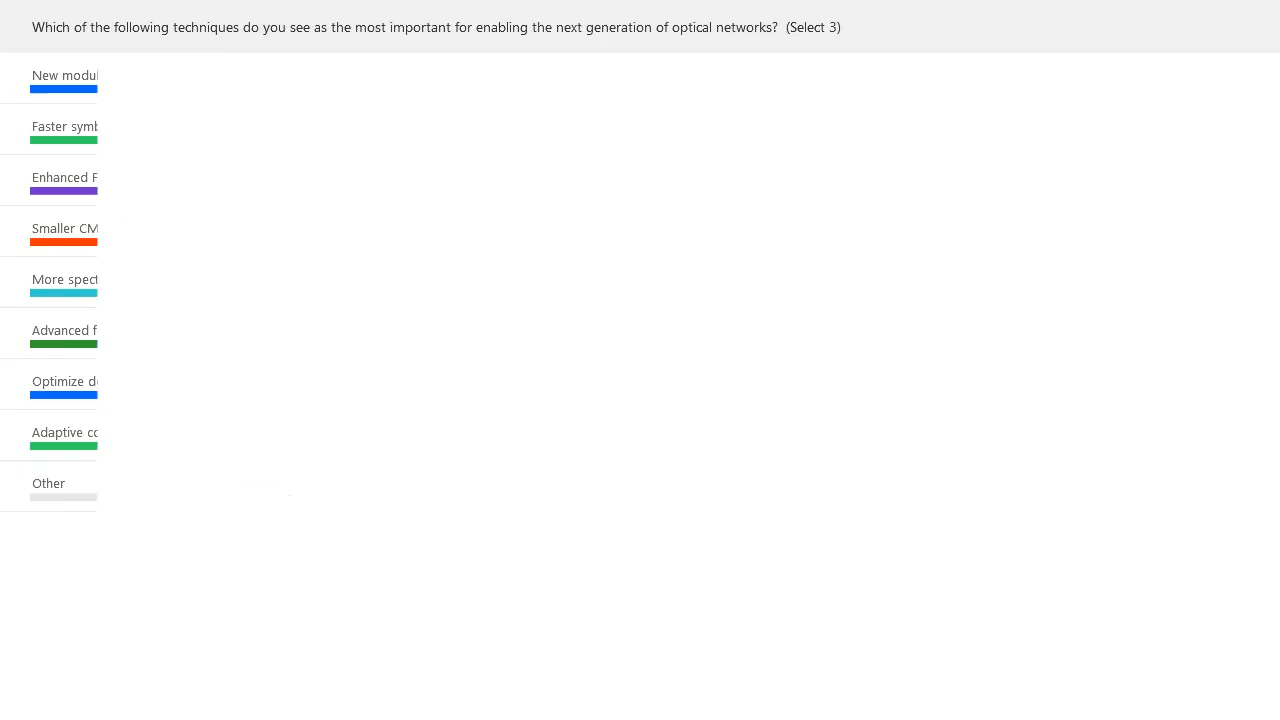 Which of the following techniques do you see as the most important for enabling the next generation of optical networks? (Select 3)
New modul
Faster symb
Enhanced F
Smaller CM
More spect
Advanced f
Optimize d
Adaptive co
Other